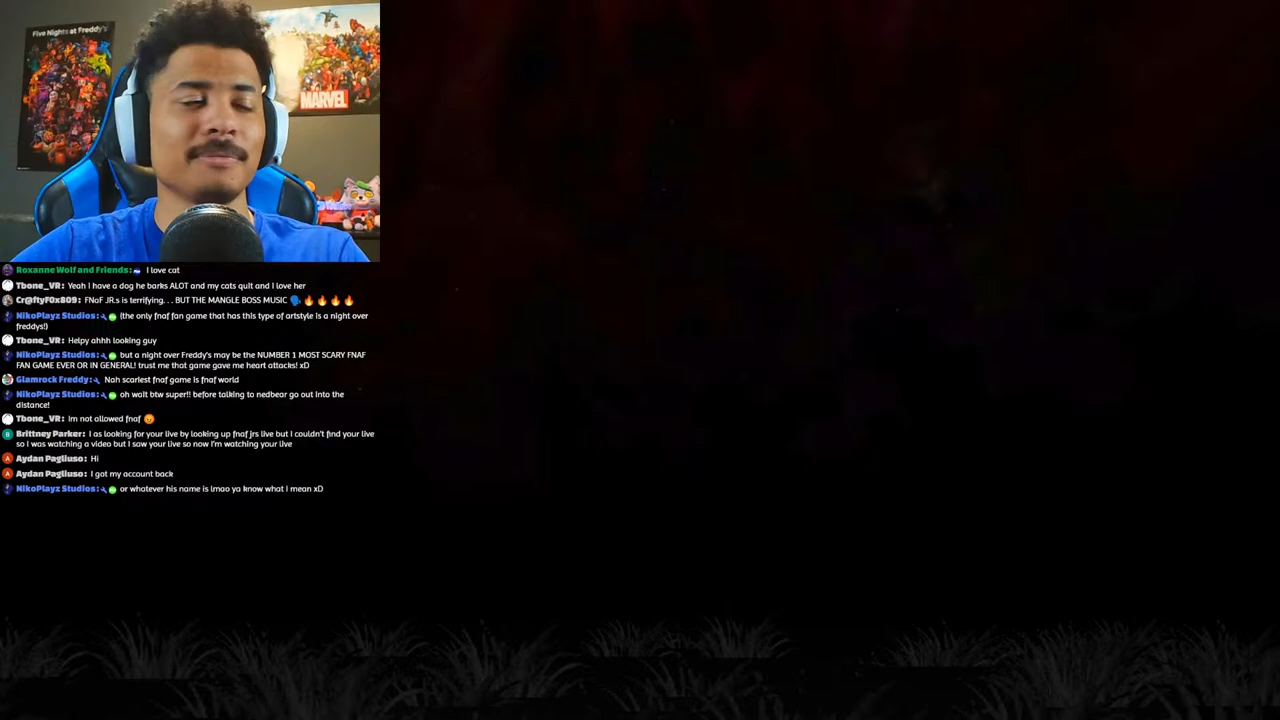 Five Nights at Freddy's
MARVEL
Roxanne Wolf and Friends: I love cat
Tbone_VR: Yeah I have a dog he barks ALOT and my cats quit and I love her
Cr@ftyF0x809: FNaF JR.s is terrifying. . . BUT THE MANGLE BOSS MUSIC 🗣️🔥🔥🔥🔥
NikoPlayz Studios: (the only fnaf fan game that has this type of artstyle is a night over
freddys!)
Tbone_VR: Helpy ahhh looking guy
NikoPlayz Studios: but a night over Freddy's may be the NUMBER 1 MOST SCARY FNAF
FAN GAME EVER OR IN GENERAL! trust me that game gave me heart attacks! xD
Glamrock Freddy: Nah scariest fnaf game is fnaf world
NikoPlayz Studios: oh wait btw super!! before talking to nedbear go out into the
distance!
Tbone_VR: Im not allowed fnaf 😡
B Brittney Parker: I as looking for your live by looking up fnaf jrs live but I couldn't find your live
so I was watching a video but I saw your live so now I'm watching your live
A Aydan Pagliuso: Hi
A Aydan Pagliuso: I got my account back
NikoPlayz Studios: or whatever his name is lmao ya know what I mean xD